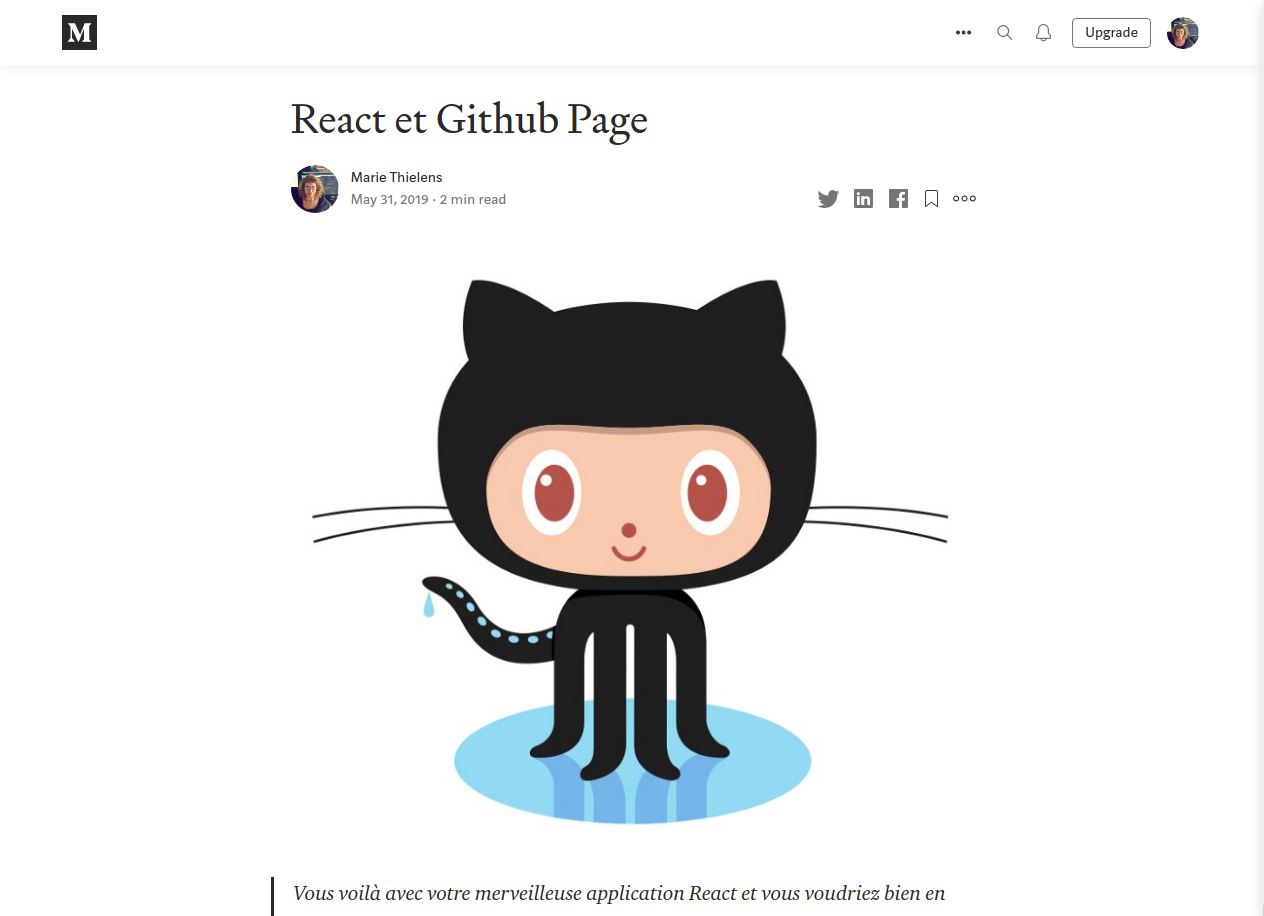 M
Upgrade
React et Github Page
Marie Thielens
May 31, 2019 · 2 min read
Vous voilà avec votre merveilleuse application React et vous voudriez bien en